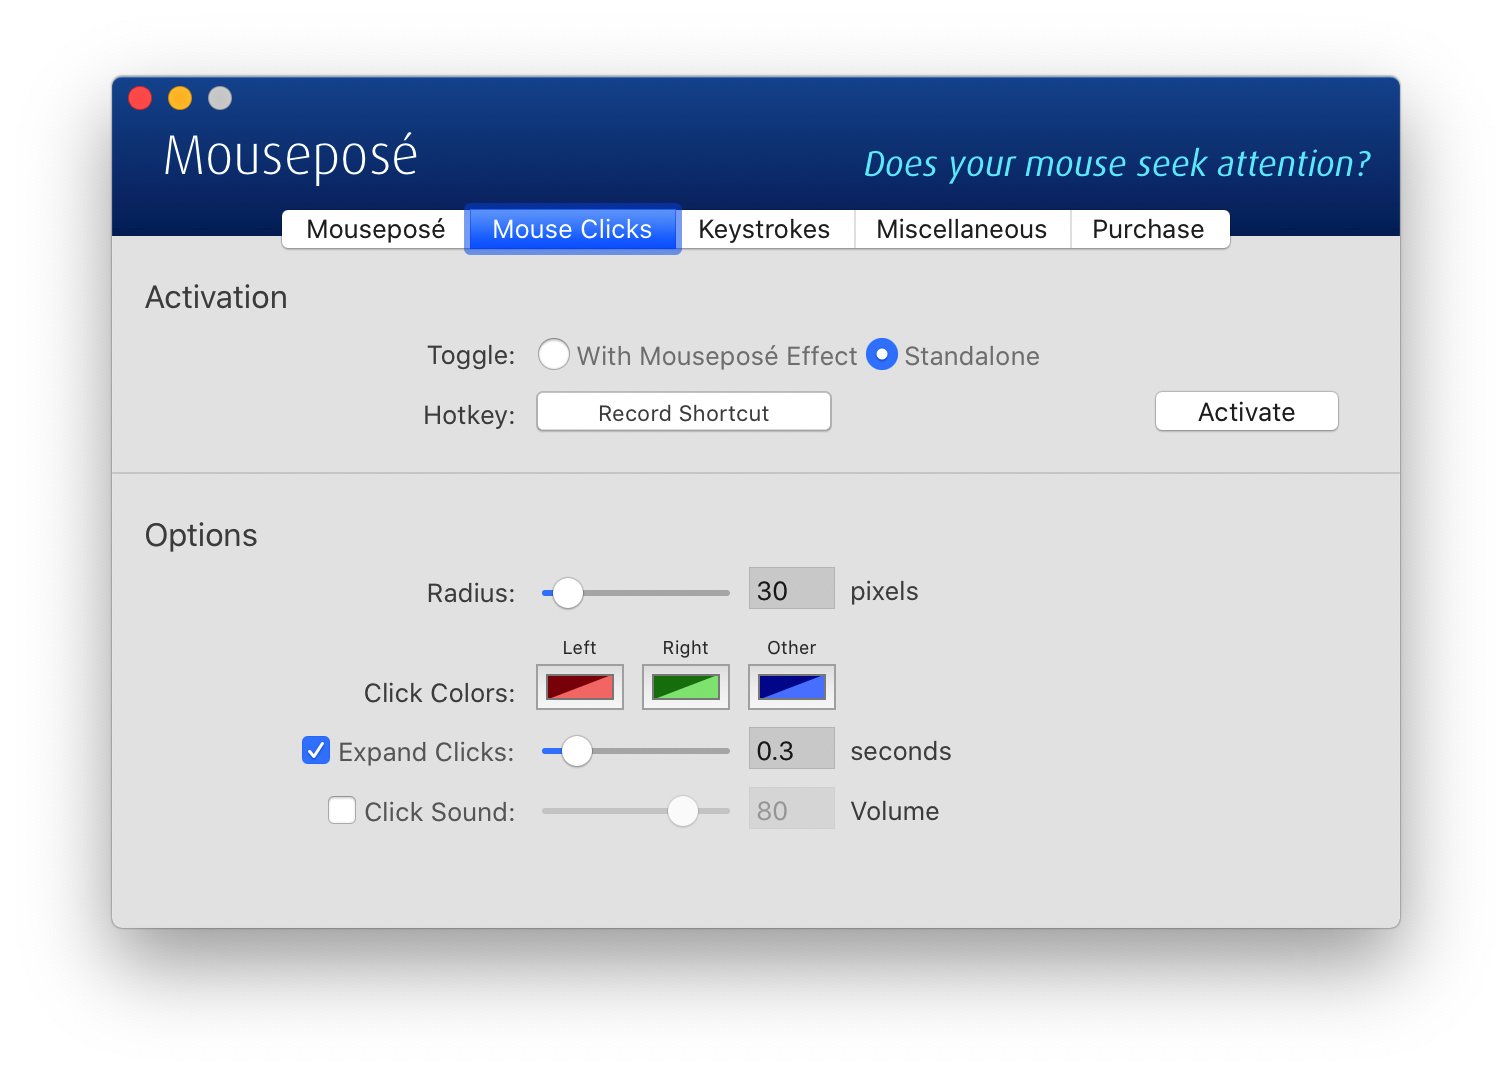 Mouseposé
Does your mouse seek attention?
Mouseposé Mouse Clicks Keystrokes Miscellaneous Purchase
Activation
Toggle: With Mouseposé Effect Standalone
Hotkey: Record Shortcut Activate
Options
Radius: 30 pixels
Left Right Other
Click Colors:
Expand Clicks: 0.3 seconds
Click Sound: 80 Volume